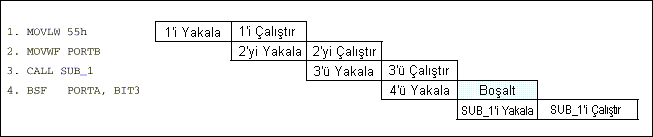 1. MOVLW 55h 1'i Yakala 1'i Çalıştır
2. MOVWF PORTB 2'yi Yakala 2'yi Çalıştır
3. CALL SUB_1 3'ü Yakala 3'ü Çalıştır
4. BSF PORTA, BIT3 4'ü Yakala Boşalt
SUB_1'i Yakala SUB_1'i Çalıştır